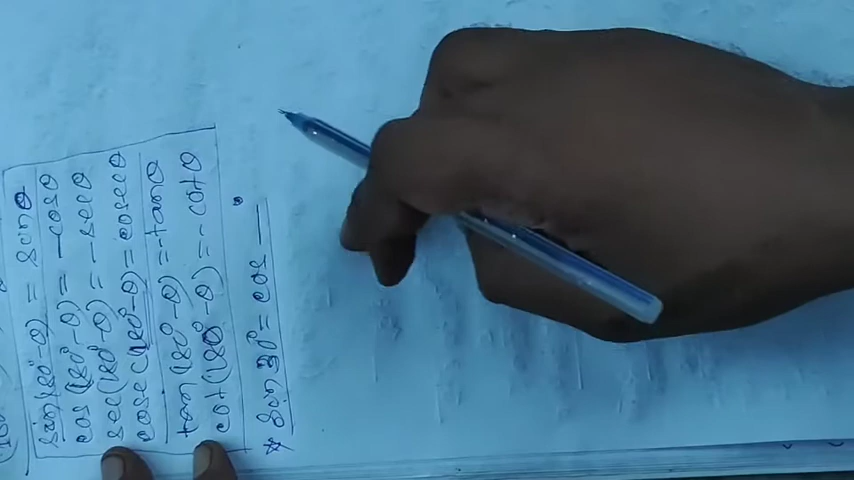 sin(180°-θ) = sinθ
cos(180°-θ) = -cosθ
sec(180°-θ) = -secθ
cosec(180°-θ) = cosecθ
tan(180°-θ) = -tanθ
cot(180°-θ) = -cotθ
* Sin 30° = cos